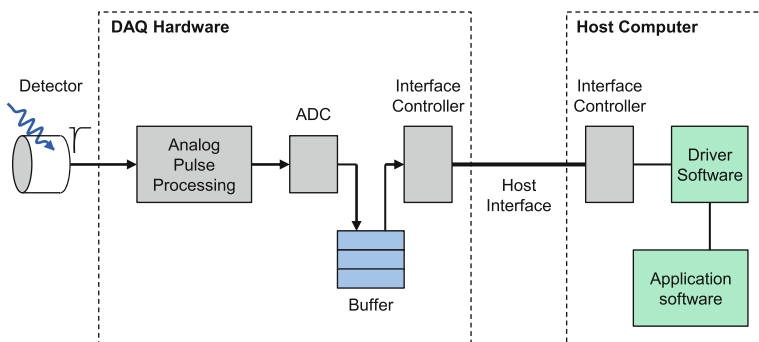 DAQ Hardware
Host Computer
Detector
Analog
Pulse
Processing
ADC
Buffer
Interface
Controller
Host
Interface
Interface
Controller
Driver
Software
Application
software